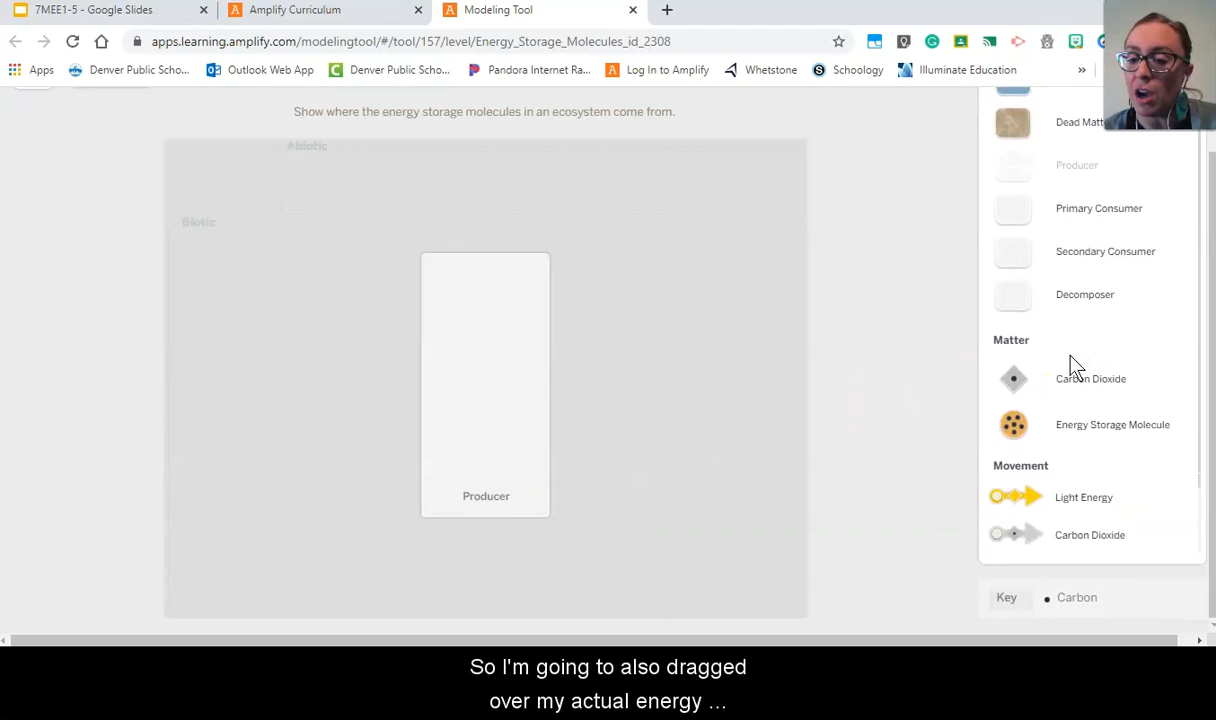 7MEE1-5 - Google Slides
Amplify Curriculum
Modeling Tool
apps.learning.amplify.com/modelingtool/#/tool/157/level/Energy_Storage_Molecules_id_2308
Apps
Denver Public Scho...
Outlook Web App
Denver Public Scho...
Pandora Internet Ra...
Log In to Amplify
Whetstone
Schoology
Illuminate Education
»
Show where the energy storage molecules in an ecosystem come from.
Abiotic
Biotic
Producer
Dead Matt
Producer
Primary Consumer
Secondary Consumer
Decomposer
Matter
Carbon Dioxide
Energy Storage Molecule
Movement
Light Energy
Carbon Dioxide
Key
Carbon
So I'm going to also dragged
over my actual energy ...